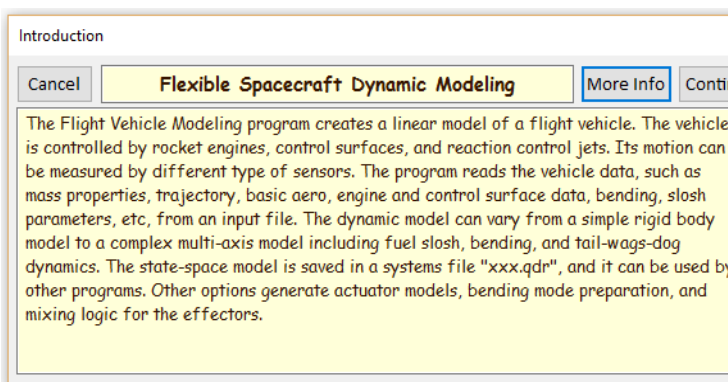 Introduction
Cancel Flexible Spacecraft Dynamic Modeling More Info Conti
The Flight Vehicle Modeling program creates a linear model of a flight vehicle. The vehicle
is controlled by rocket engines, control surfaces, and reaction control jets. Its motion can
be measured by different type of sensors. The program reads the vehicle data, such as
mass properties, trajectory, basic aero, engine and control surface data, bending, slosh
parameters, etc, from an input file. The dynamic model can vary from a simple rigid body
model to a complex multi-axis model including fuel slosh, bending, and tail-wags-dog
dynamics. The state-space model is saved in a systems file "xxx.qdr", and it can be used by
other programs. Other options generate actuator models, bending mode preparation, and
mixing logic for the effectors.